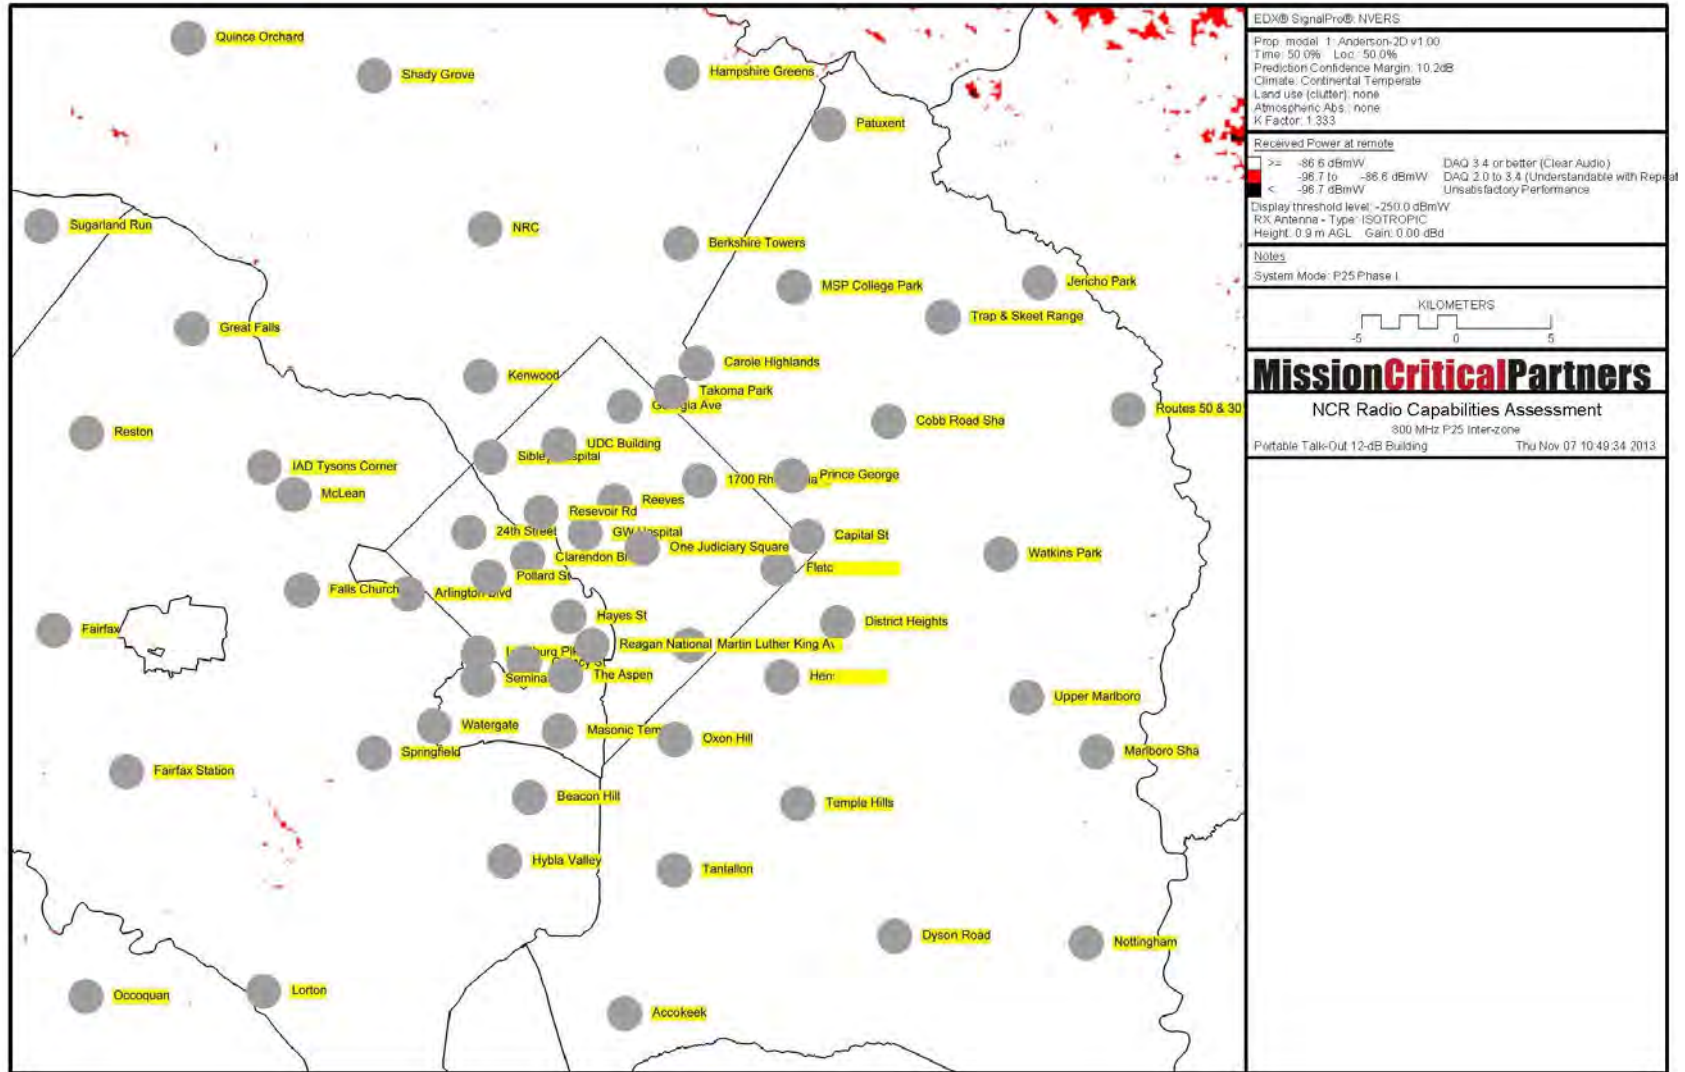 Quince Orchard
Shady Grove
Hampshire Greens
Patuxent
Sugarland Run
NRC
Berkshire Towers
MSP College Park
Jericho Park
Trap & Skeet Range
Great Falls
Carole Highlands
Kenwood
Takoma Park
Ave
Routes 50 & 30
Cobb Road Sha
Reston
UDC Building
IAD Tysons Corner
McLean
1700 Rh
Prince George
Reeves
Resevoir Rd
24th Street
GW
One Judiciary Square
Capital St
Clarendon
Watkins Park
Fletc
Pollard St
Falls Church
Arlington
Hayes St
District Heights
Fairfax
Reagan National
Martin Luther King
The Aspen
Upper Marlboro
Watergate
Masonic
Oxon Hill
Springfield
Marlboro Sha
Fairfax Station
Beacon Hill
Temple Hills
Hybla Valley
Tantallon
Dyson Road
Nottingham
Occoquan
Lorton
Accokeek
EDX® SignalPro®: NVERS
Prop. model 1: Anderson-2D v1.00
Time: 50.0% Loc.: 50.0%
Prediction Confidence Margin: 10.2dB
Climate: Continental Temperate
Land use (clutter): none
Atmospheric Abs.: none
K Factor: 1.333
Received Power at remote
>= -86.6 dBmW DAQ 3.4 or better (Clear Audio)
-96.7 to -86.6 dBmW DAQ 2.0 to 3.4 (Understandable with Repeat
< -96.7 dBmW Unsatisfactory Performance
Display threshold level: -250.0 dBmW
RX Antenna - Type: ISOTROPIC
Height: 0.9 m AGL Gain: 0.00 dBd
Notes
System Mode: P25 Phase I
KILOMETERS
-5 0 5
MissionCriticalPartners
NCR Radio Capabilities Assessment
800 MHz P25 Inter-zone
Portable Talk-Out 12-dB Building Thu Nov 07 10:49:34 2013